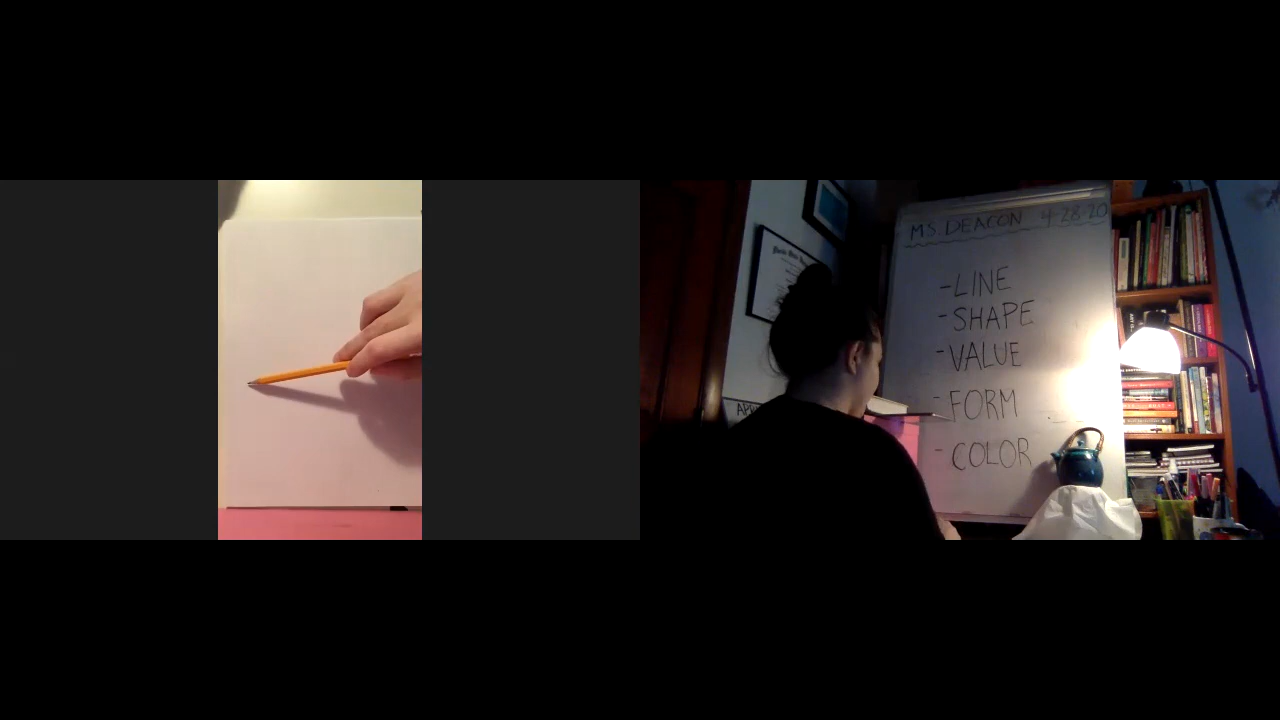 MS. DEACON 4-28-20
-LINE
-SHAPE
-VALUE
-FORM
-COLOR